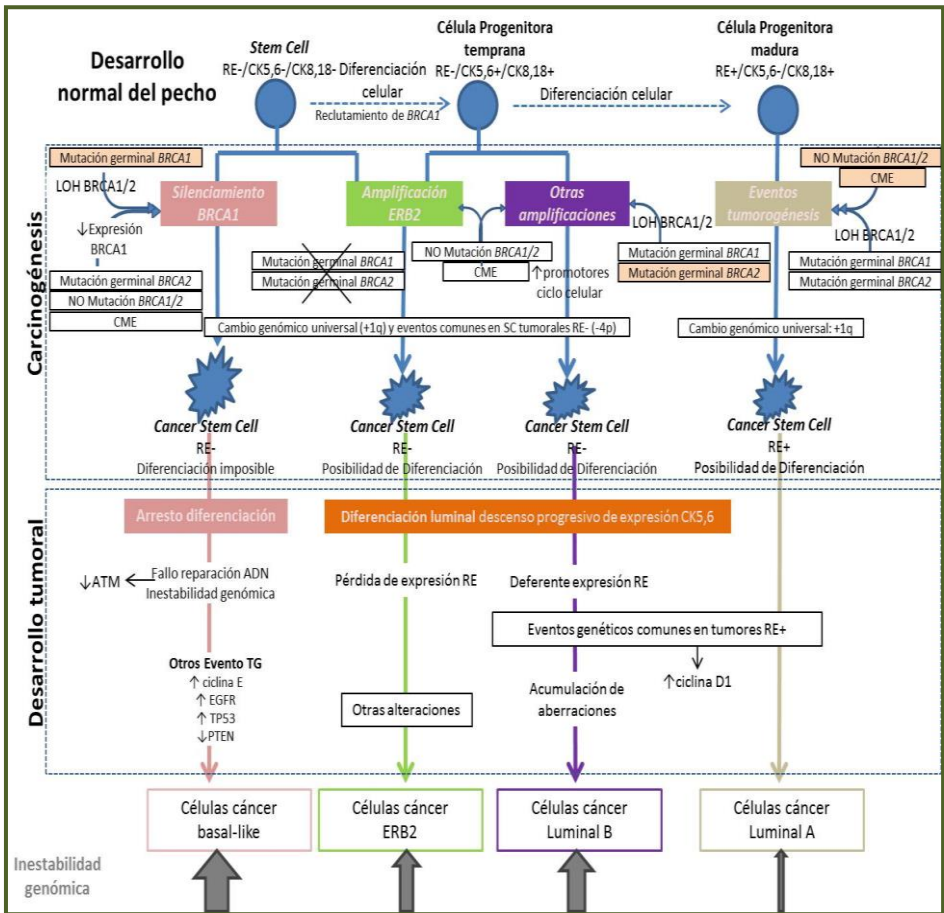 Desarrollo
normal del pecho
Stem Cell
RE-/CK5,6-/CK8,18-
Diferenciación
celular
Reclutamiento de BRCA1
Célula Progenitora
temprana
RE-/CK5,6+/CK8,18+
Diferenciación celular
Célula Progenitora
madura
RE+/CK5,6-/CK8,18+
Carcinogénesis
Mutación germinal BRCA1
LOH BRCA1/2
↓Expresión
BRCA1
Mutación germinal BRCA2
NO Mutación BRCA1/2
CME
Silenciamiento
BRCA1
Amplificación
ERB2
Mutación germinal BRCA1
Mutación germinal BRCA2
Otras
amplificaciones
NO Mutación BRCA1/2
CME
↑promotores
ciclo celular
LOH BRCA1/2
Mutación germinal BRCA1
Mutación germinal BRCA2
Eventos
tumorogénesis
NO Mutación BRCA1/2
CME
LOH BRCA1/2
Mutación germinal BRCA1
Mutación germinal BRCA2
Cambio genómico universal (+1q) y eventos comunes en SC tumorales RE- (-4p)
Cambio genómico universal: +1q
Cancer Stem Cell
RE-
Diferenciación imposible
Cancer Stem Cell
RE-
Posibilidad de Diferenciación
Cancer Stem Cell
RE-
Posibilidad de Diferenciación
Cancer Stem Cell
RE+
Posibilidad de Diferenciación
Desarrollo tumoral
Arresto diferenciación
Diferenciación luminal descenso progresivo de expresión CK5,6
↓ATM
Fallo reparación ADN
Inestabilidad genómica
Pérdida de expresión RE
Deferente expresión RE
Eventos genéticos comunes en tumores RE+
↑ciclina D1
Otros Evento TG
↑ ciclina E
↑ EGFR
↑ TP53
↓PTEN
Otras alteraciones
Acumulación de
aberraciones
Células cáncer
basal-like
Células cáncer
ERB2
Células cáncer
Luminal B
Células cáncer
Luminal A
Inestabilidad
genómica